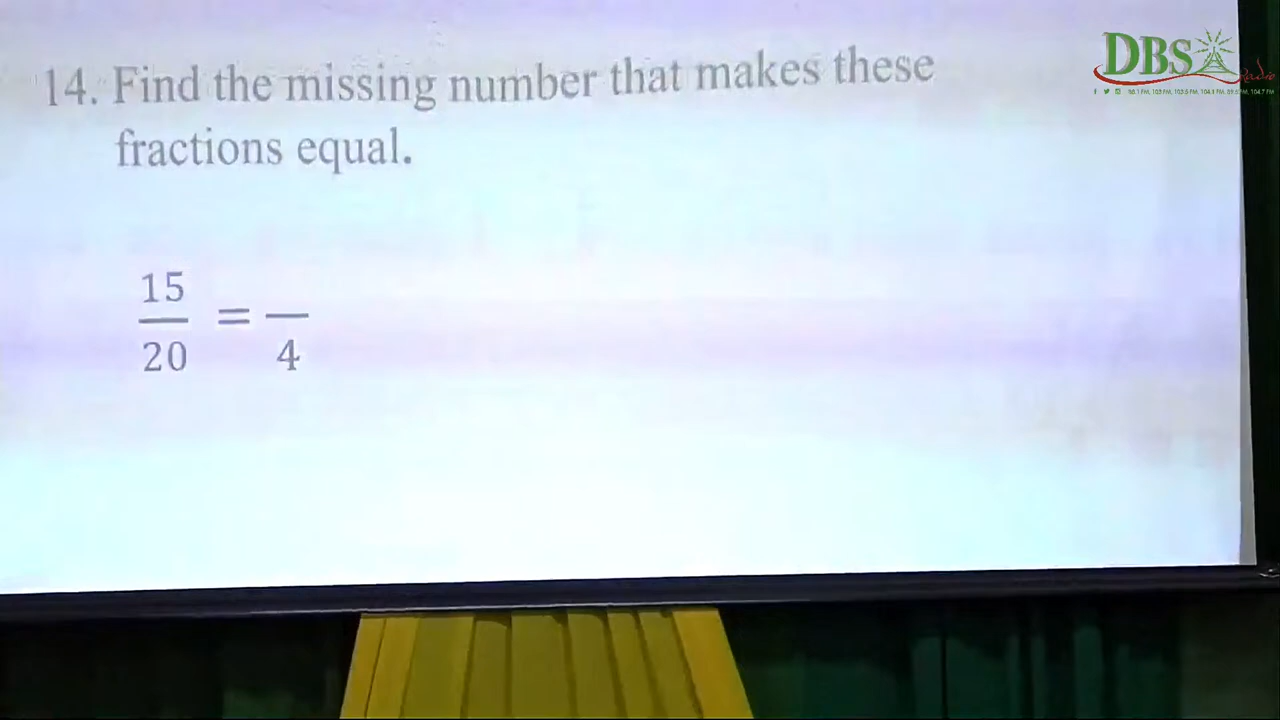 14. Find the missing number that makes these
fractions equal.
15
20
=
4
DBS